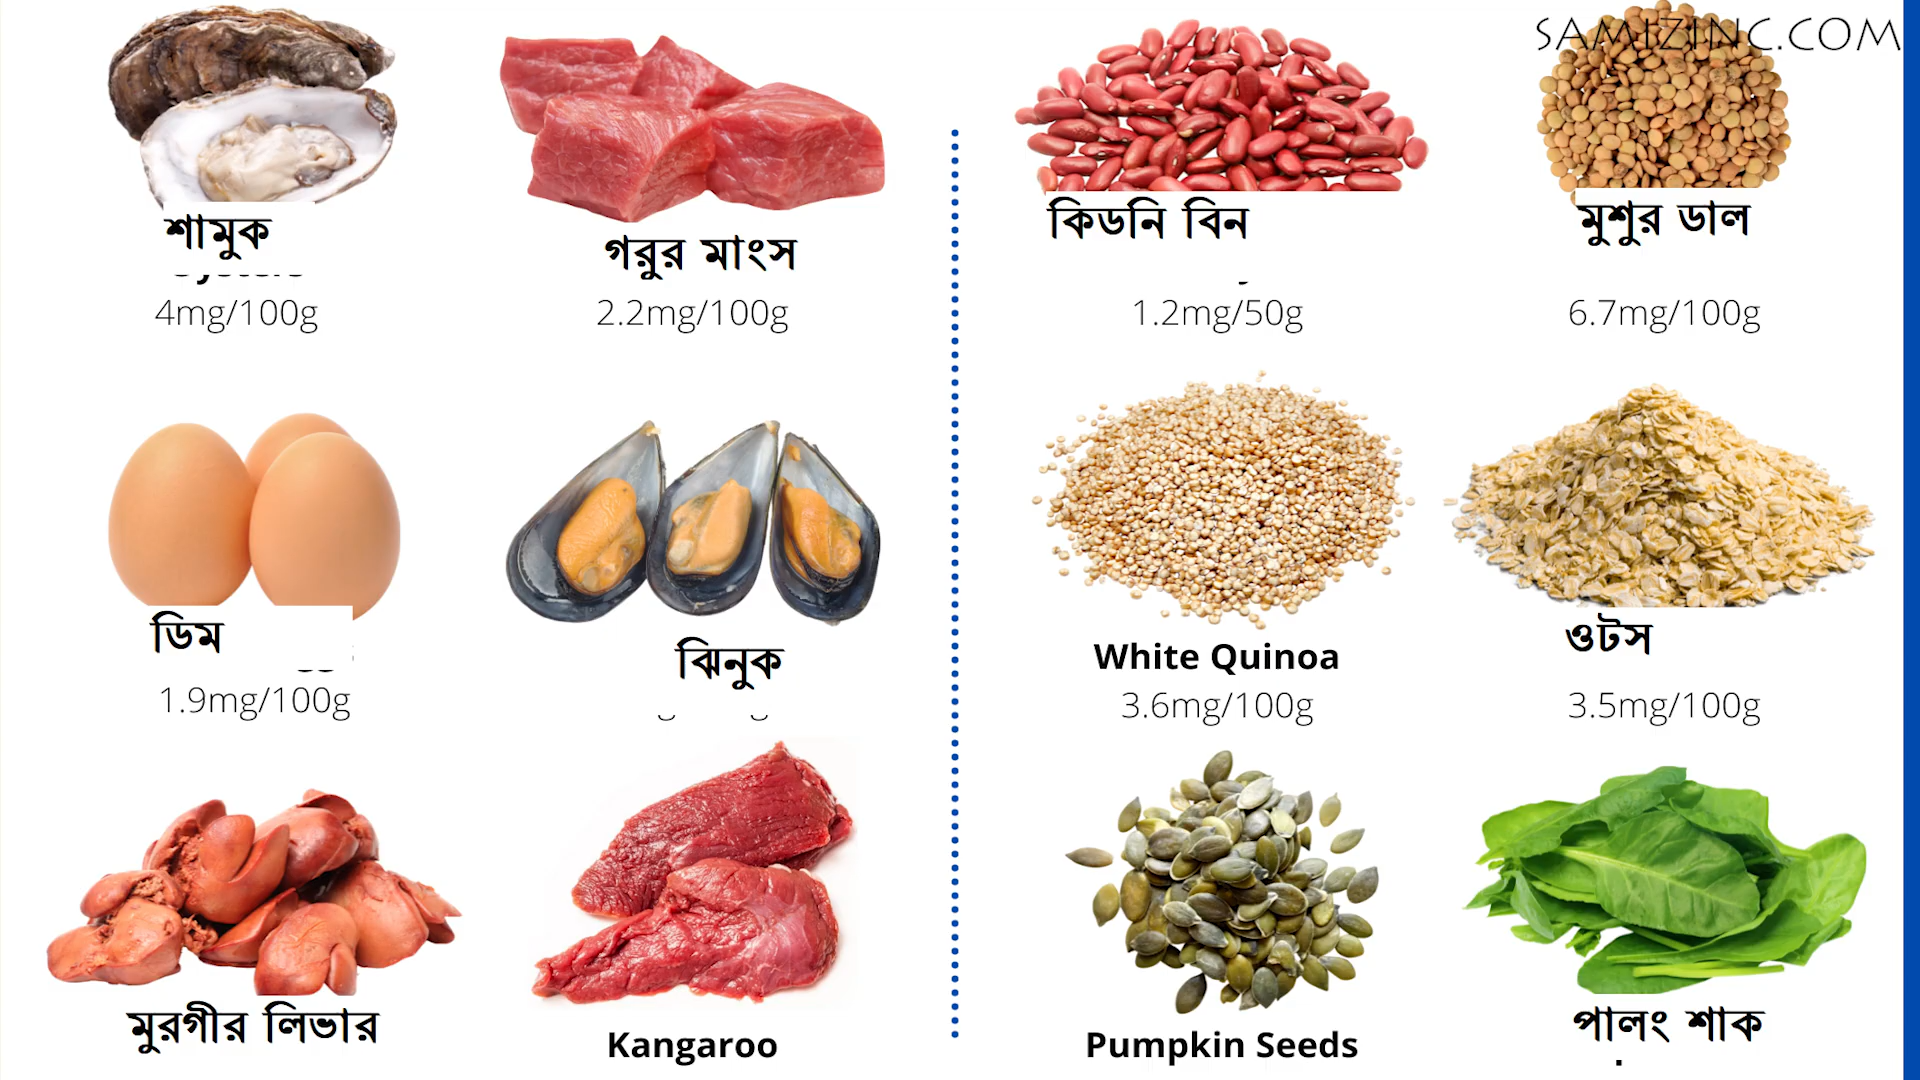 SAMIZINC.COM
শামুক
4mg/100g
গরুর মাংস
2.2mg/100g
কিডনি বিন
1.2mg/50g
মুশুর ডাল
6.7mg/100g
ডিম
1.9mg/100g
ঝিনুক
White Quinoa
3.6mg/100g
ওটস
3.5mg/100g
মুরগীর লিভার
Kangaroo
Pumpkin Seeds
পালং শাক